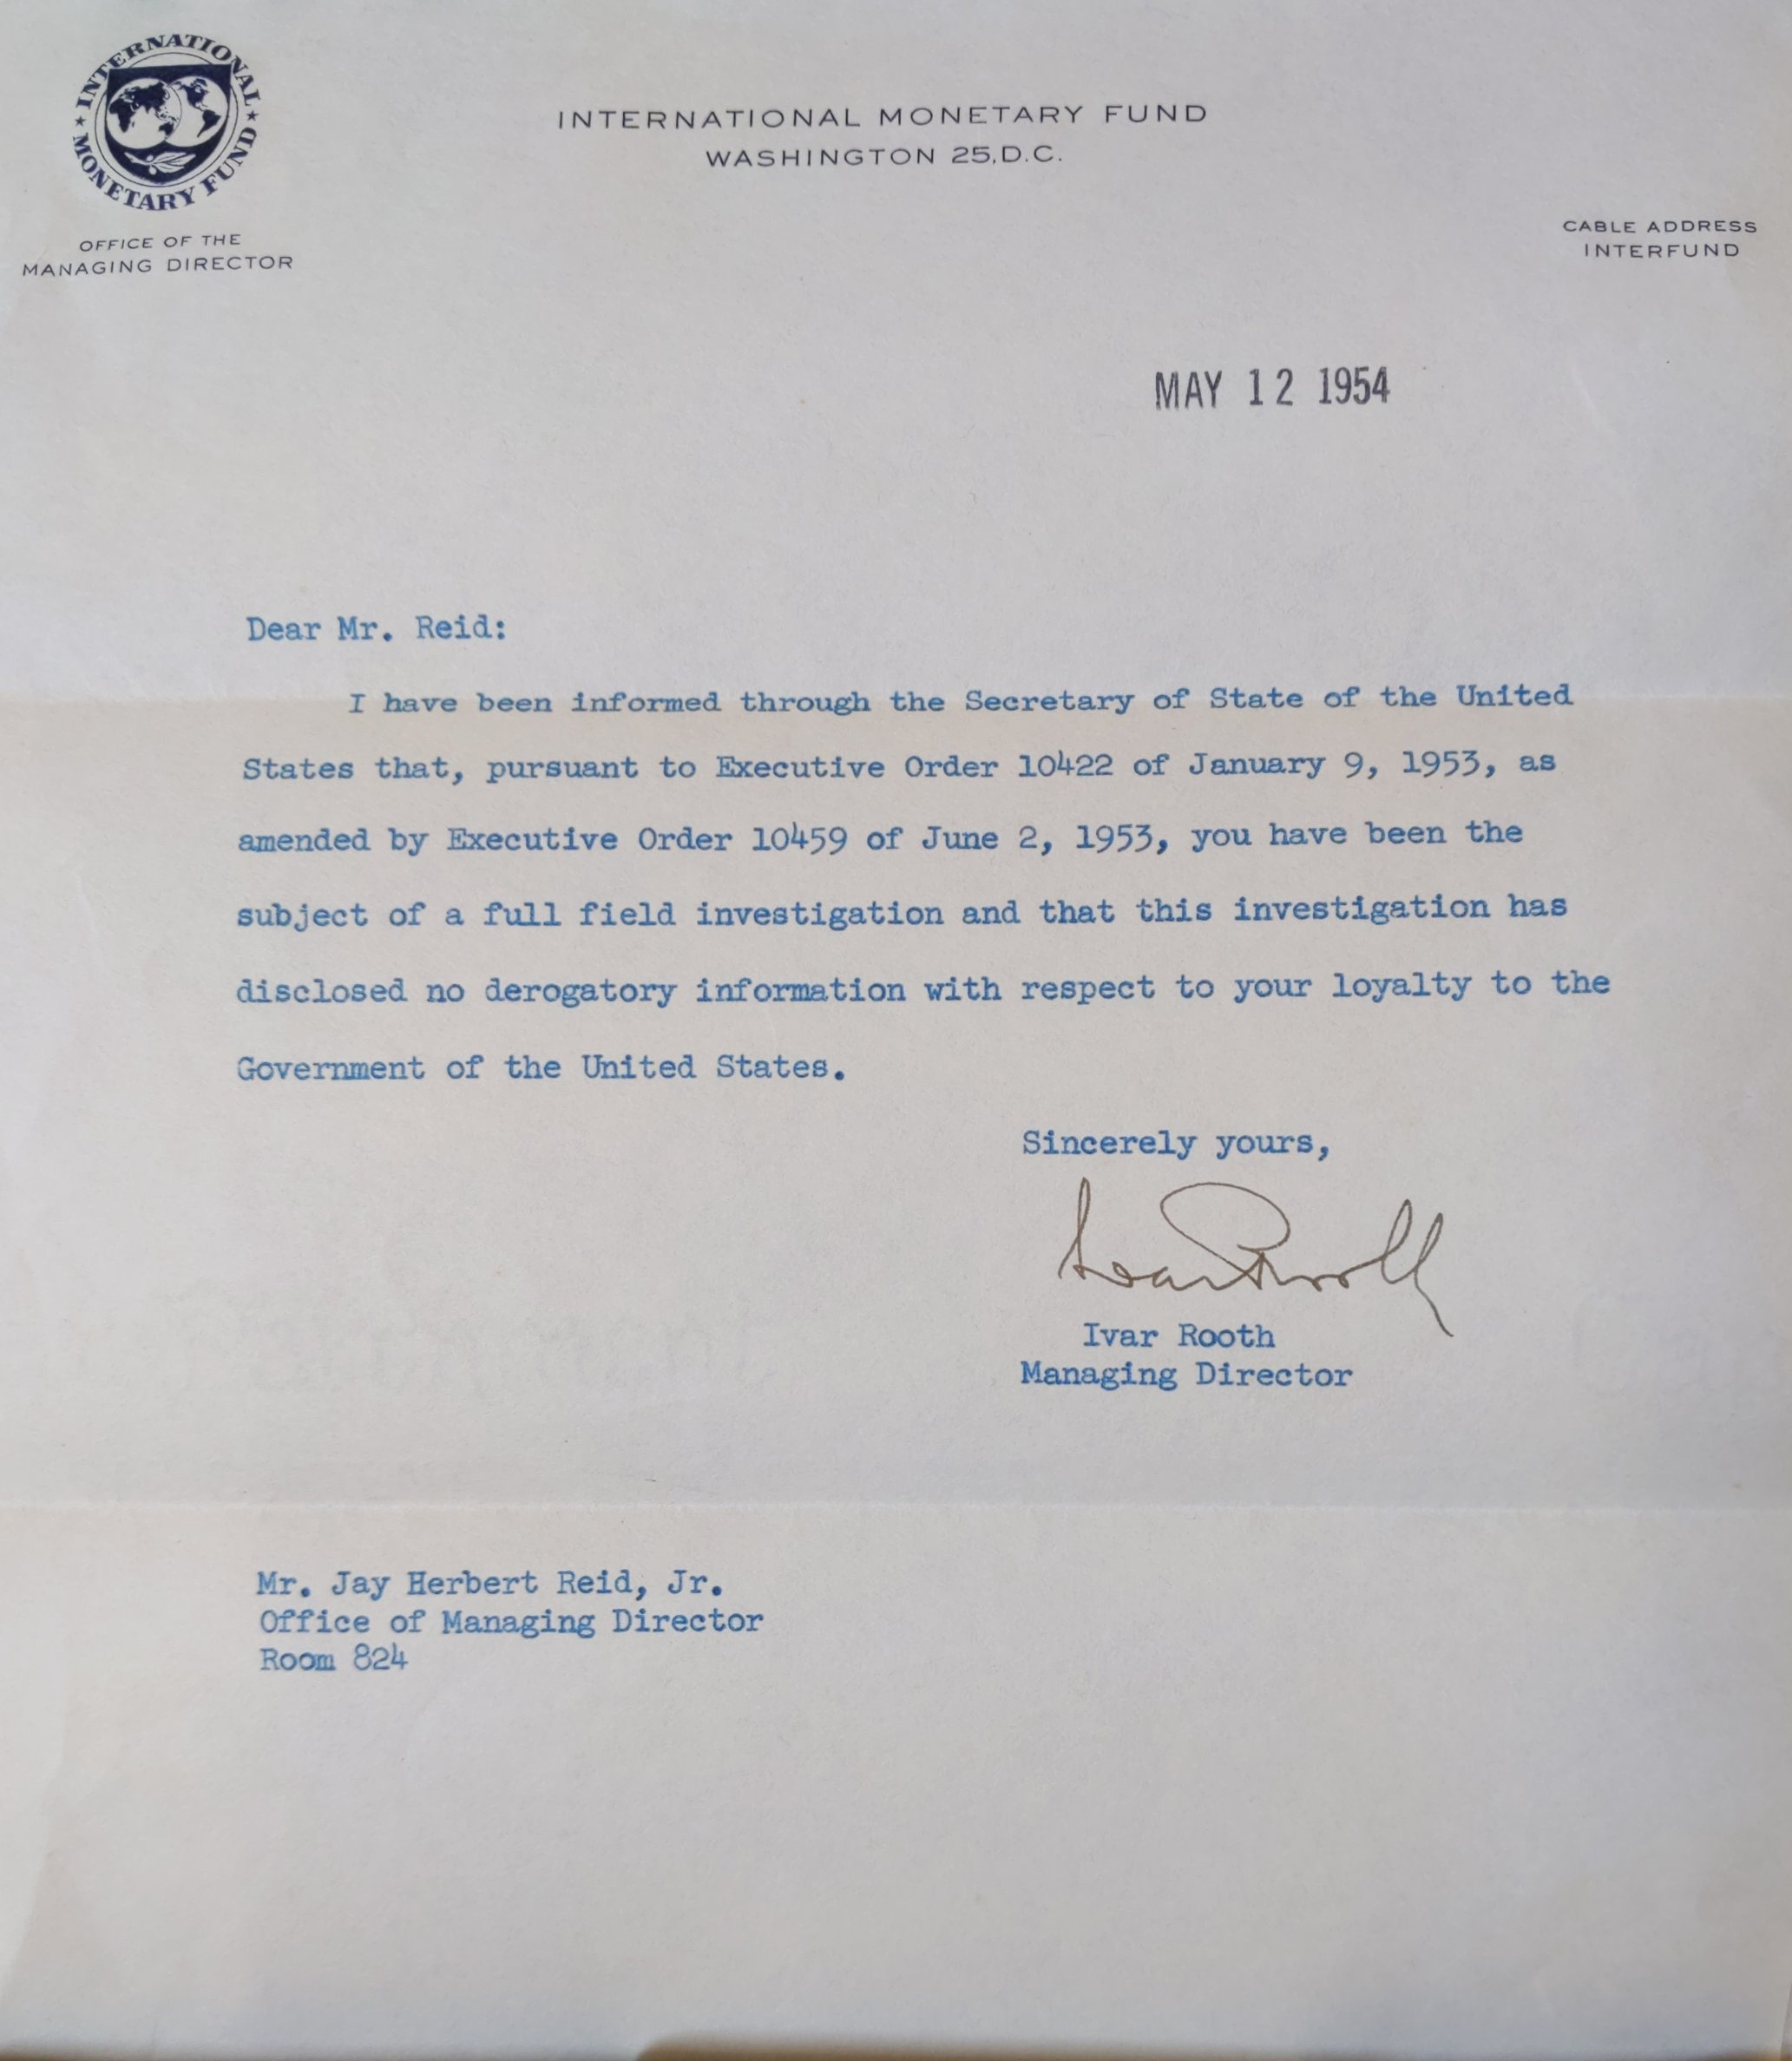 ★ INTERNATIONAL ★ MONETARY FUND
INTERNATIONAL MONETARY FUND
WASHINGTON 25, D.C.
OFFICE OF THE
MANAGING DIRECTOR
CABLE ADDRESS
INTERFUND
MAY 12 1954
Dear Mr. Reid:
I have been informed through the Secretary of State of the United
States that, pursuant to Executive Order 10422 of January 9, 1953, as
amended by Executive Order 10459 of June 2, 1953, you have been the
subject of a full field investigation and that this investigation has
disclosed no derogatory information with respect to your loyalty to the
Government of the United States.
Sincerely yours,
Ivar Rooth
Ivar Rooth
Managing Director
Mr. Jay Herbert Reid, Jr.
Office of Managing Director
Room 824